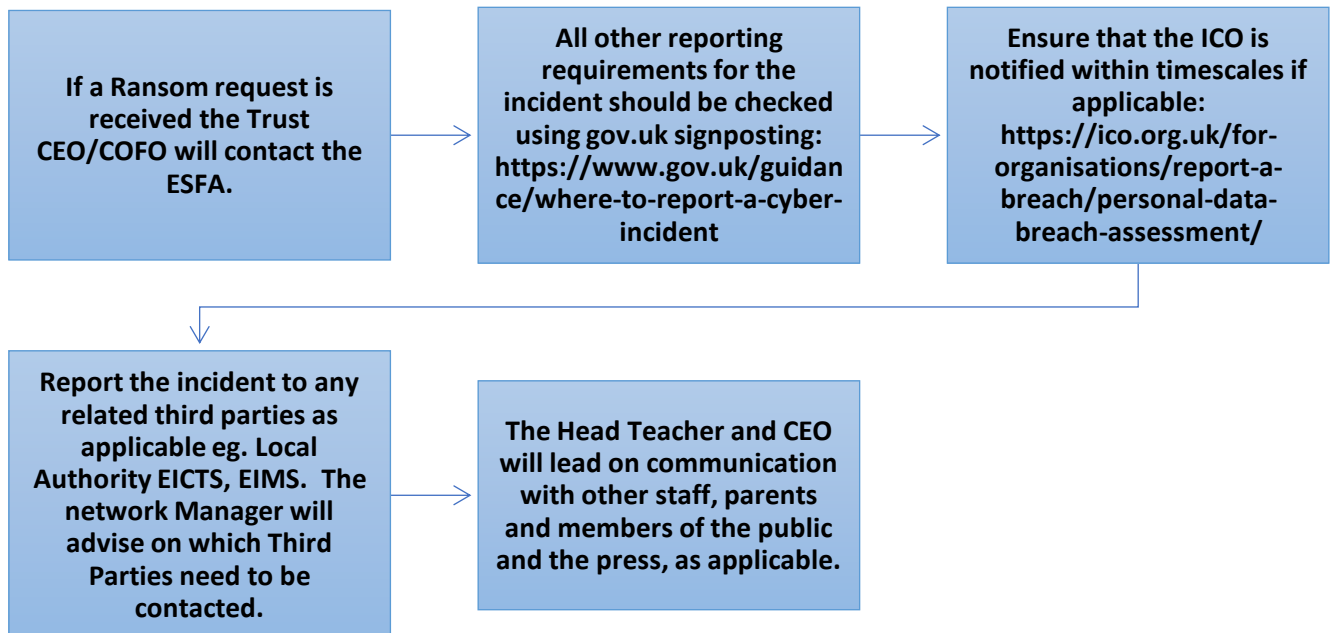 If a Ransom request is
received the Trust
CEO/COFO will contact the
ESFA.
All other reporting
requirements for the
incident should be checked
using gov.uk signposting:
https://www.gov.uk/guidan
ce/where-to-report-a-cyber-
incident
Ensure that the ICO is
notified within timescales if
applicable:
https://ico.org.uk/for-
organisations/report-a-
breach/personal-data-
breach-assessment/
Report the incident to any
related third parties as
applicable eg. Local
Authority EICTS, EIMS.  The
network Manager will
advise on which Third
Parties need to be
contacted.
The Head Teacher and CEO
will lead on communication
with other staff, parents
and members of the public
and the press, as applicable.